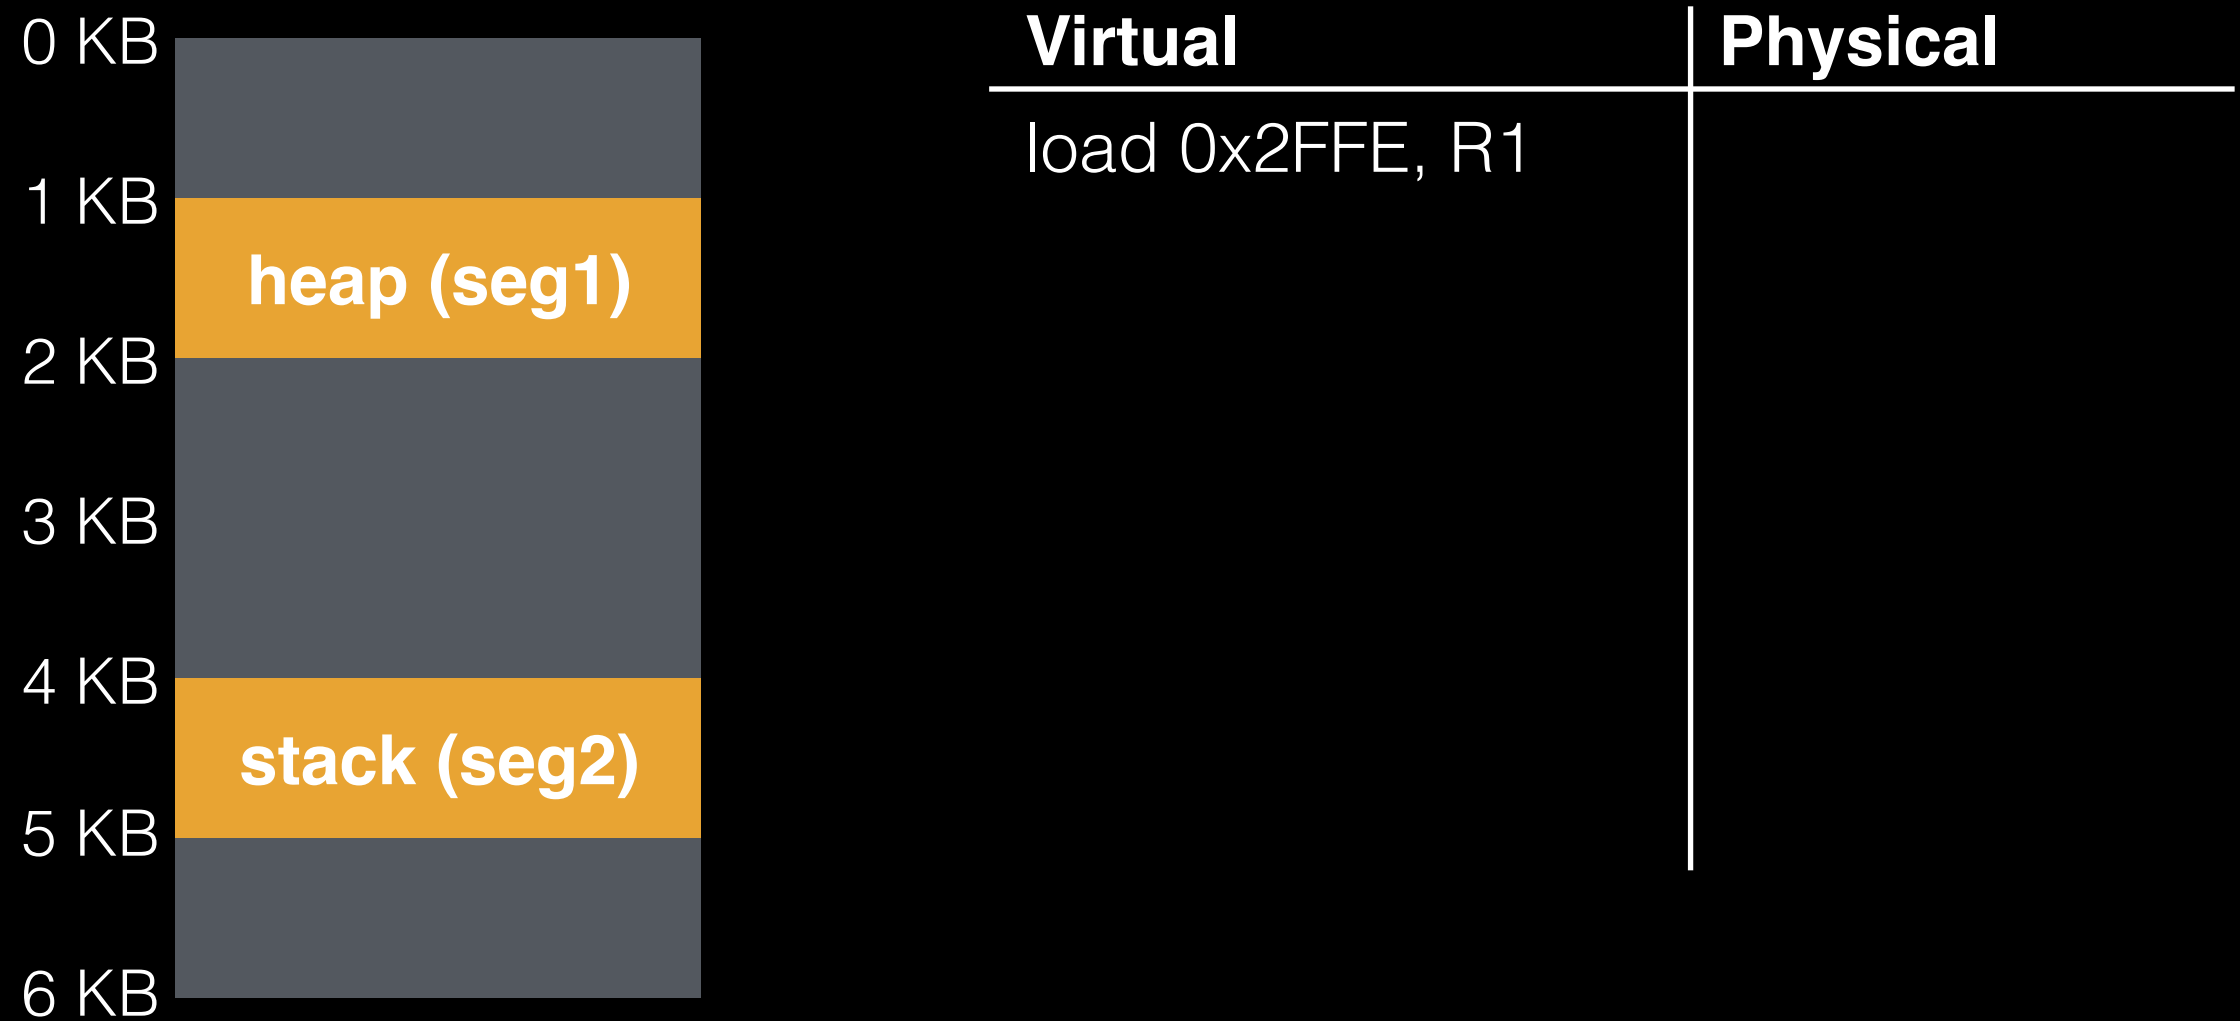 0 KB
1 KB
heap (seg1)
2 KB
3 KB
4 KB
stack (seg2)
5 KB
6 KB
Virtual
Physical
load 0x2FFE, R1